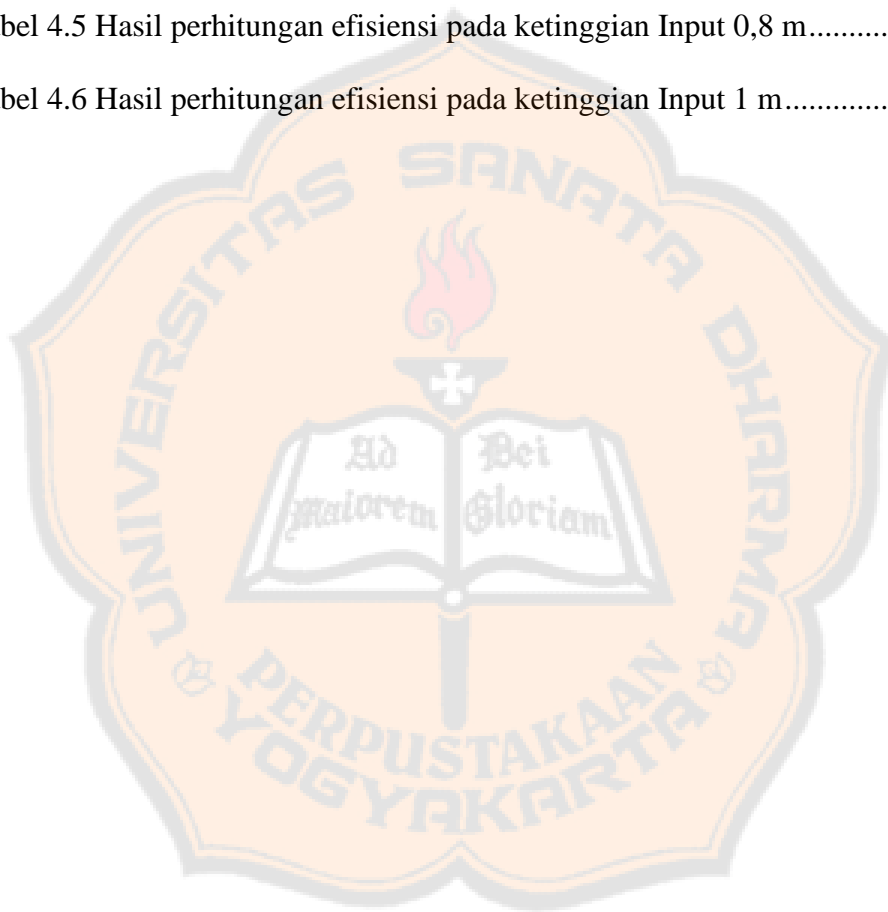 bel 4.5 Hasil perhitungan efisiensi pada ketinggian Input 0,8 m..........
bel 4.6 Hasil perhitungan efisiensi pada ketinggian Input 1 m.............
UNIVERSITAS SANATA DHARMA
Ad Maiorem
Dei Gloriam
PERPUSTAKAAN
YOGYAKARTA